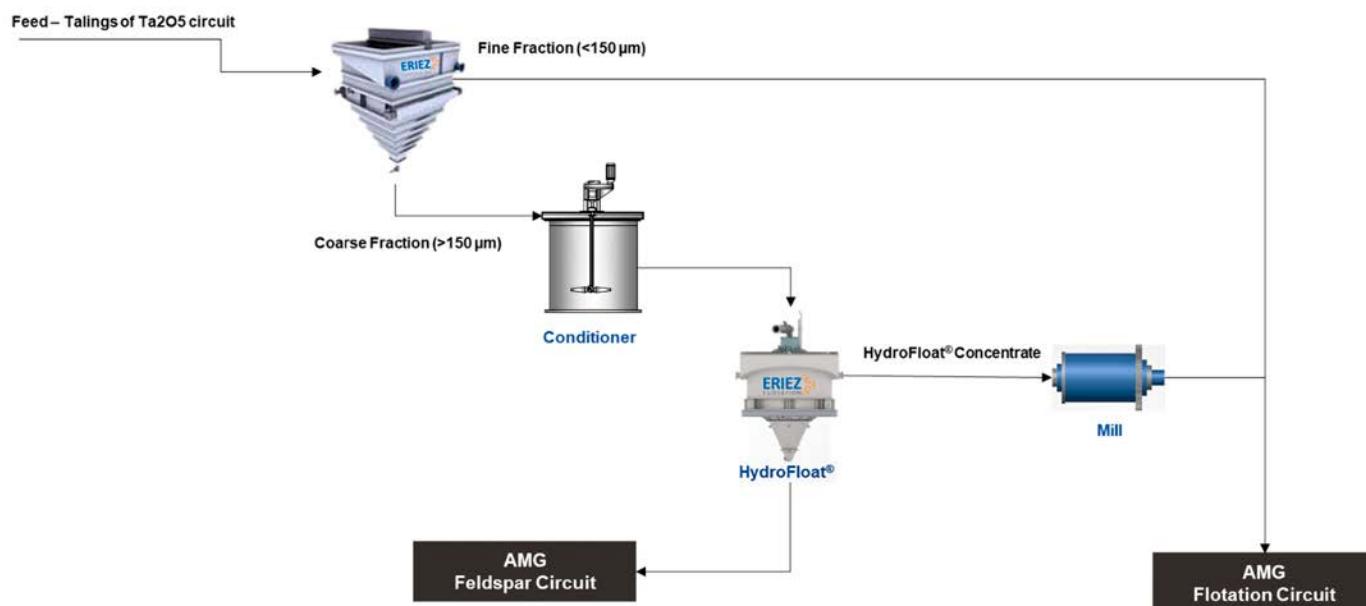 Feed – Talings of Ta2O5 circuit
Fine Fraction (<150 µm)
ERIEZ
Coarse Fraction (>150 µm)
Conditioner
HydroFloat® Concentrate
ERIEZ
FLOTATION
Mill
HydroFloat®
AMG
Feldspar Circuit
AMG
Flotation Circuit